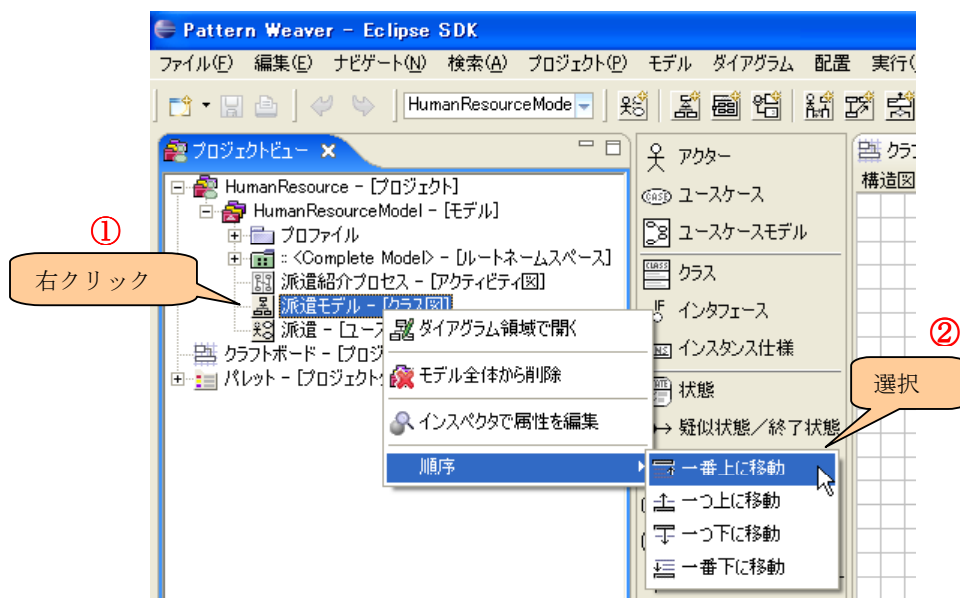 Pattern Weaver - Eclipse SDK
ファイル(F) 編集(E) ナビゲート(N) 検索(A) プロジェクト(P) モデル ダイアグラム 配置 実行(
HumanResourceMode
プロジェクトビュー
HumanResource - [プロジェクト]
HumanResourceModel - [モデル]
プロファイル
:: <Complete Model> - [ルートネームスペース]
派遣紹介プロセス - [アクティビティ図]
派遣モデル - [クラス図]
派遣 - [ユース
クラフトボード - [プロジ
パレット - [プロジェクト
①
右クリック
ダイアグラム領域で開く
モデル全体から削除
インスペクタで属性を編集
順序
アクター
ユースケース
ユースケースモデル
クラス
インタフェース
インスタンス仕様
状態
疑似状態／終了状態
クラフ
構造図
②
選択
一番上に移動
一つ上に移動
一つ下に移動
一番下に移動